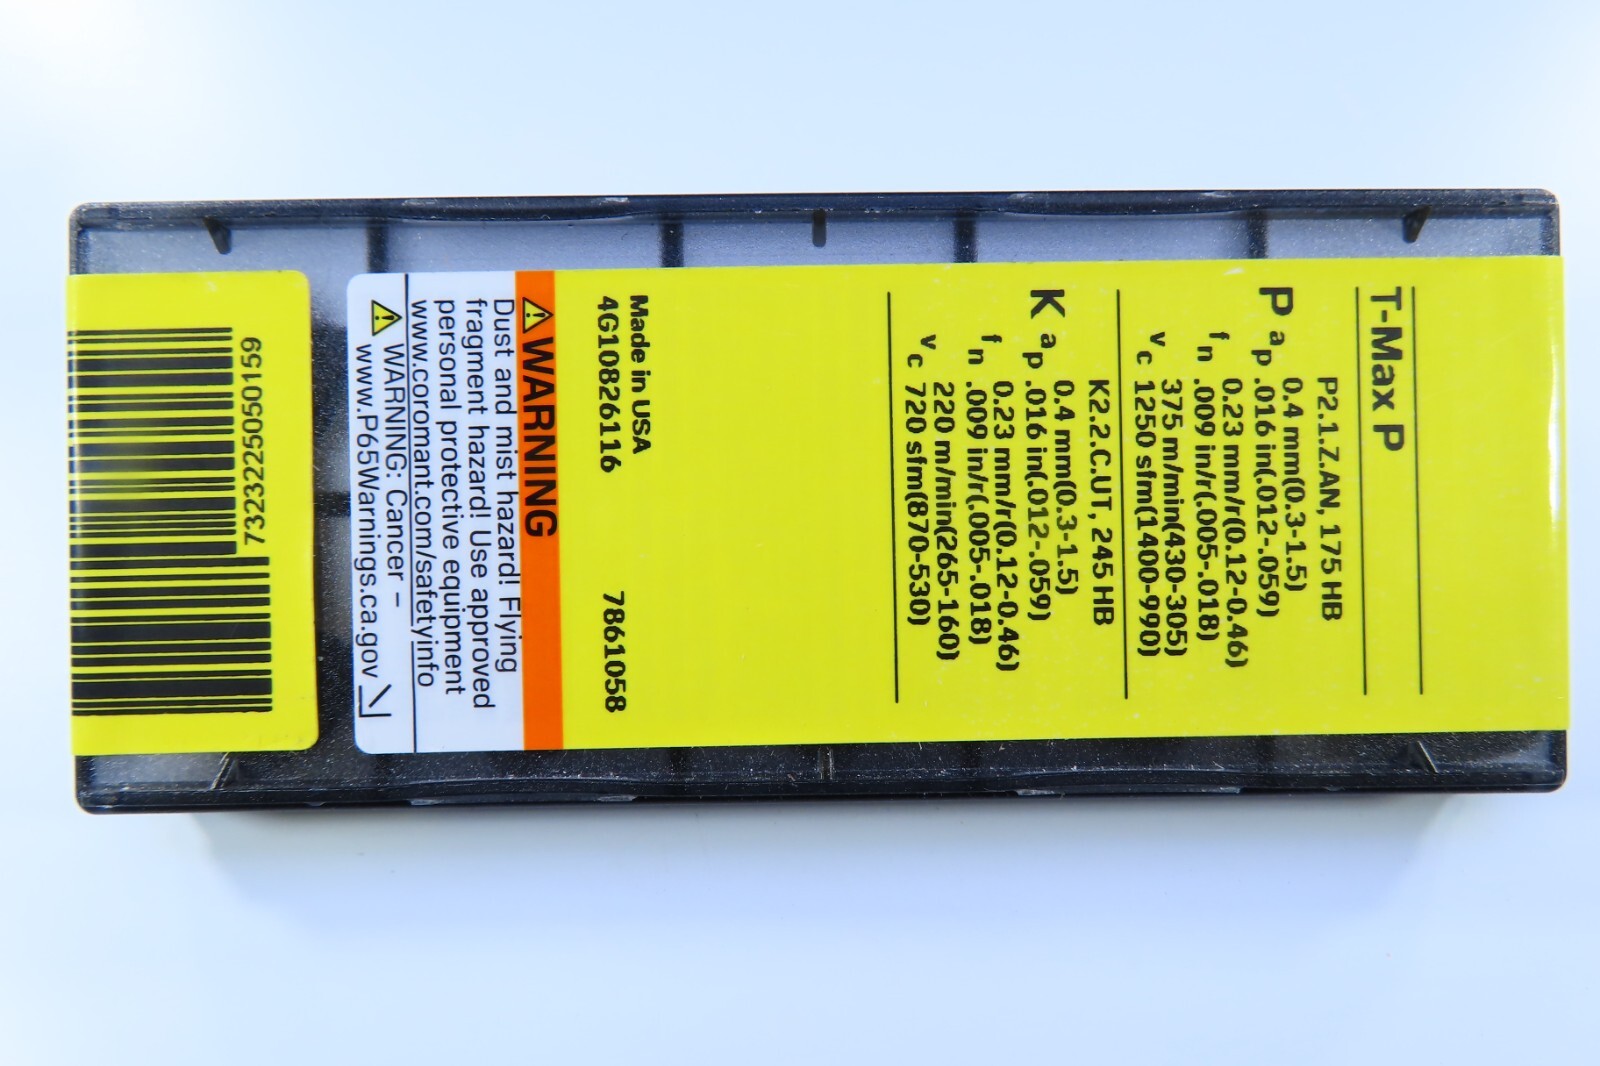 T-Max P
P2.1.Z.AN, 175 HB
P ap 0.4 mm(0.3-1.5)
.016 in(.012-.059)
fn 0.23 mm/r(0.12-0.46)
.009 in/r(.005-.018)
vc 375 m/min(430-305)
1250 sfm(1400-990)
K2.2.C.UT, 245 HB
K ap 0.4 mm(0.3-1.5)
.016 in(.012-.059)
fn 0.23 mm/r(0.12-0.46)
.009 in/r(.005-.018)
vc 220 m/min(265-160)
720 sfm(870-530)
Made in USA
4G10826116 7861058
WARNING
Dust and mist hazard! Flying
fragment hazard! Use approved
personal protective equipment
www.coromant.com/safetyinfo
WARNING: Cancer –
www.P65Warnings.ca.gov
7323225050159